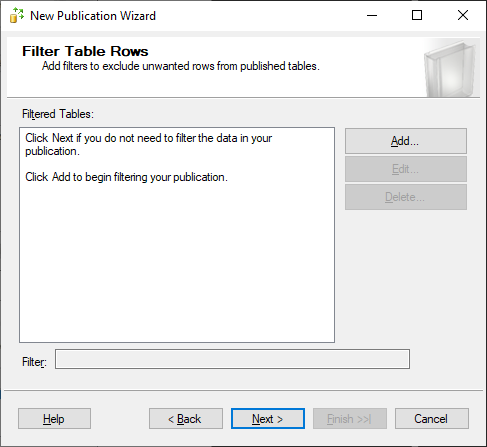 New Publication Wizard
Filter Table Rows
Add filters to exclude unwanted rows from published tables.
Filtered Tables:
Click Next if you do not need to filter the data in your
publication.
Click Add to begin filtering your publication.
Add...
Edit...
Delete...
Filter:
Help
< Back
Next >
Finish >>|
Cancel